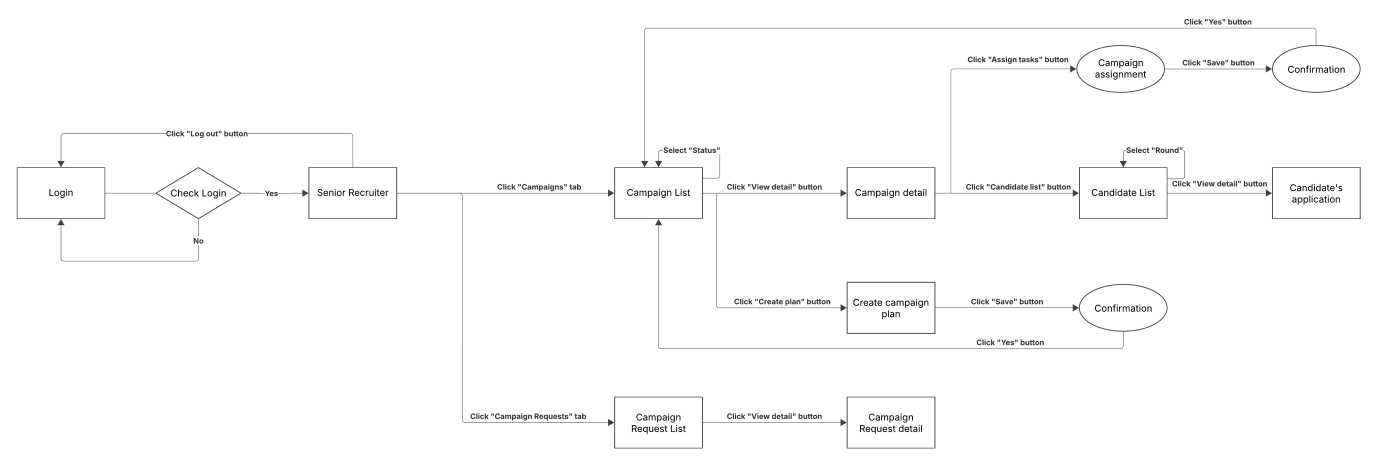 Click "Yes" button
Click "Assign tasks" button
Campaign
assignment
Click "Save" button
Confirmation
Click "Log out" button
Select "Status"
Select "Round"
Login
Check Login
Yes
Senior Recruiter
Click "Campaigns" tab
Campaign List
Click "View detail" button
Campaign detail
Click "Candidate list" button
Candidate List
Click "View detail" button
Candidate's
application
No
Click "Create plan" button
Create campaign
plan
Click "Save" button
Confirmation
Click "Yes" button
Click "Campaign Requests" tab
Campaign
Request List
Click "View detail" button
Campaign
Request detail